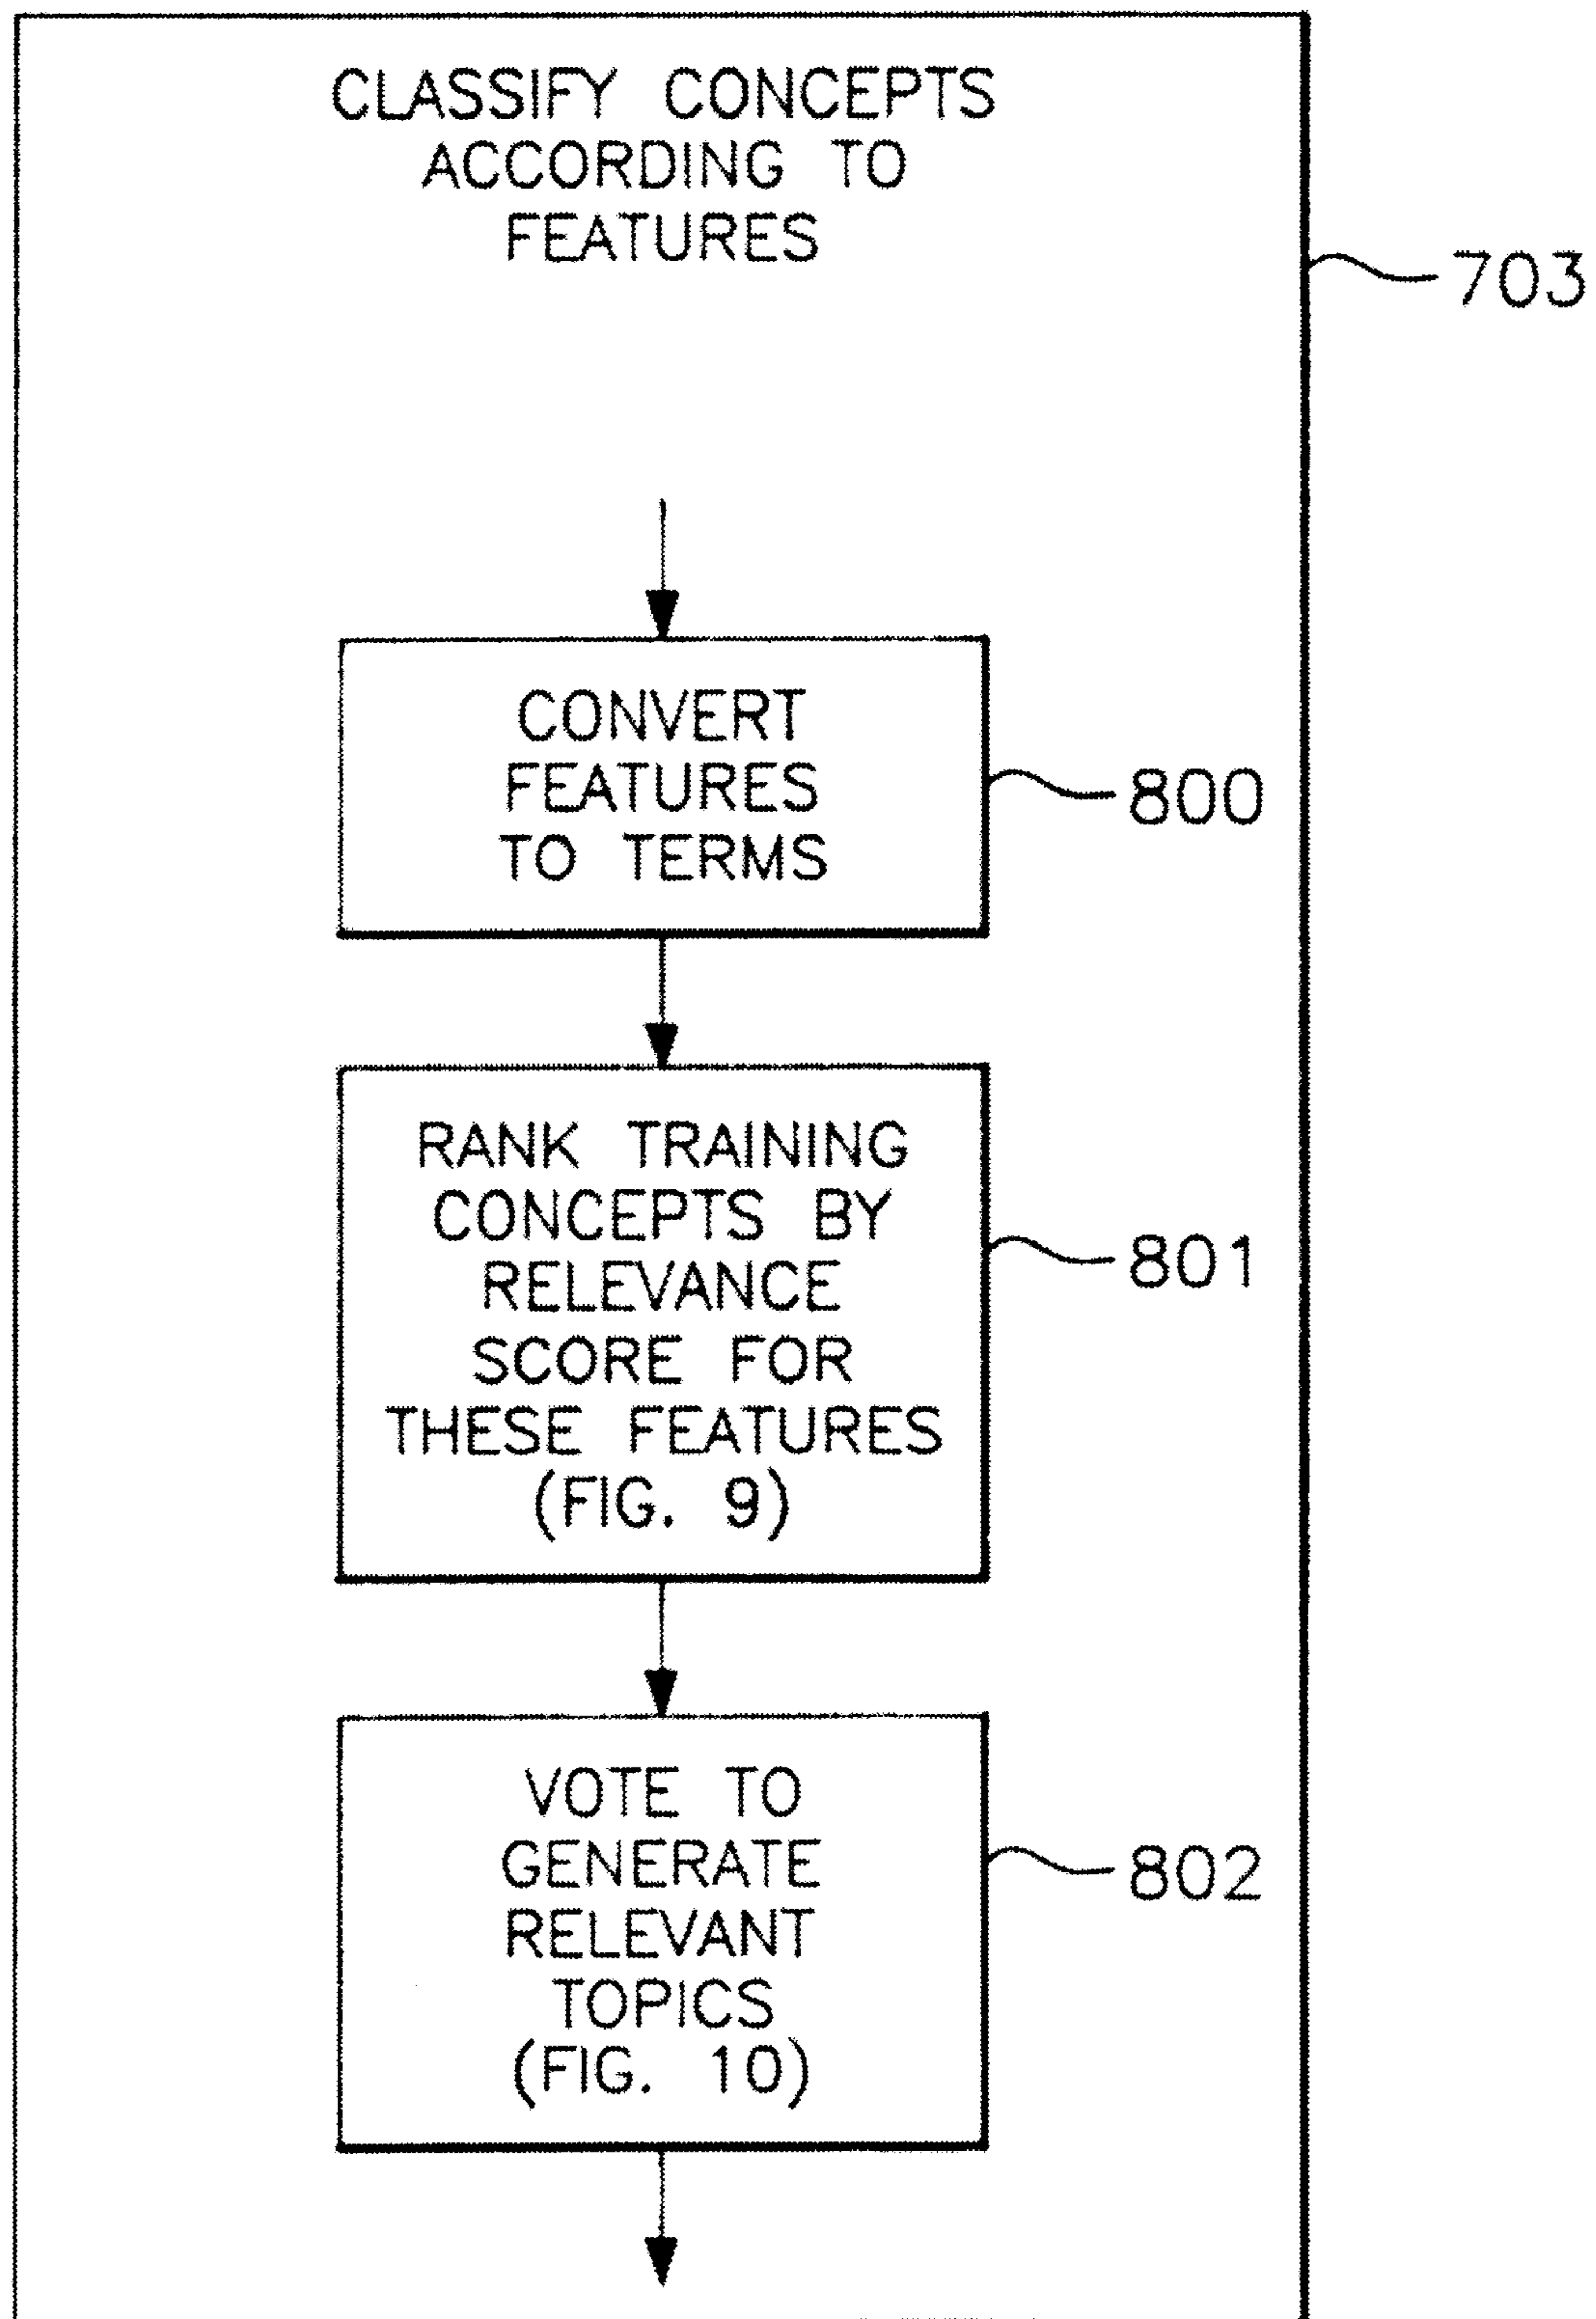 CLASSIFY CONCEPTS
ACCORDING TO
FEATURES
703
CONVERT
FEATURES
TO TERMS
800
RANK TRAINING
CONCEPTS BY
RELEVANCE
SCORE FOR
THESE FEATURES
(FIG. 9)
801
VOTE TO
GENERATE
RELEVANT
TOPICS
(FIG. 10)
802